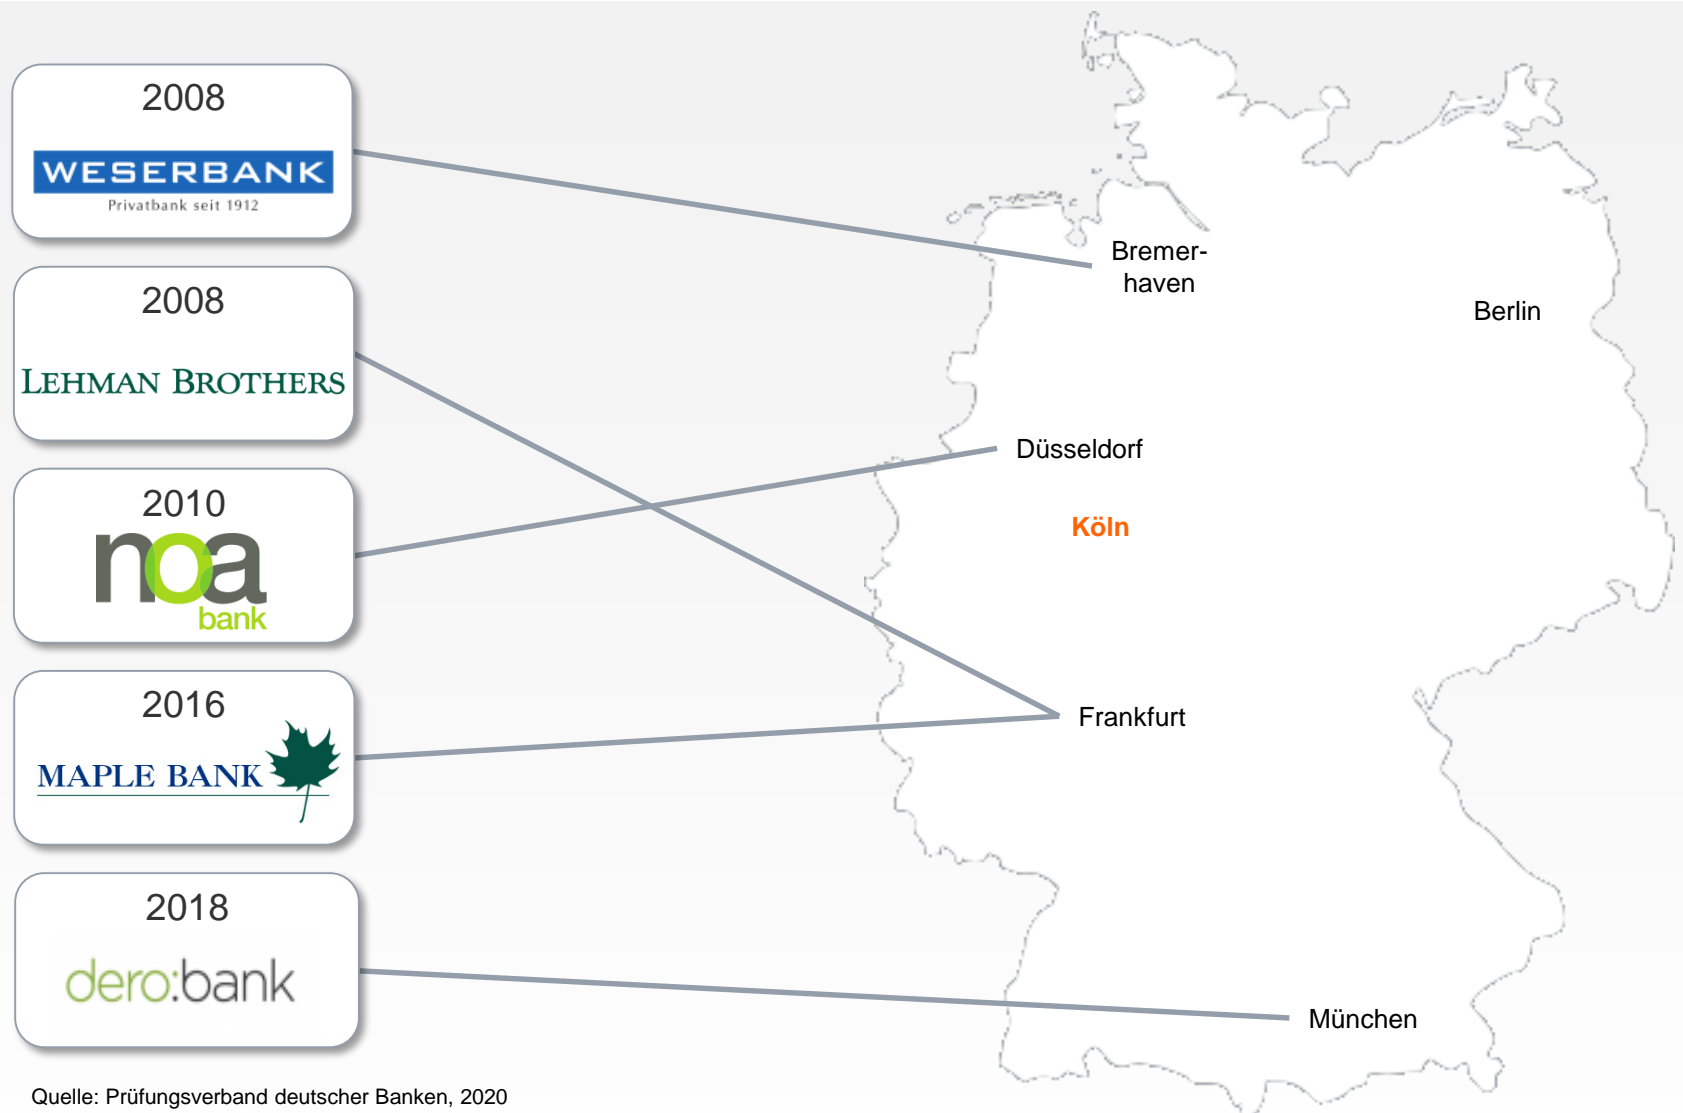 2008
WESERBANK
Privatbank seit 1912
2008
LEHMAN BROTHERS
2010
noa
bank
2016
MAPLE BANK
2018
dero:bank
Bremer-
haven
Berlin
Düsseldorf
Köln
Frankfurt
München
Quelle: Prüfungsverband deutscher Banken, 2020